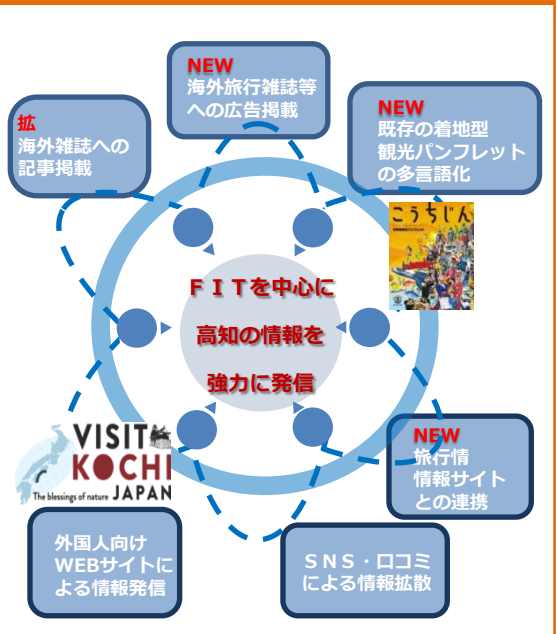 NEW
海外旅行雑誌等
への広告掲載
NEW
既存の着地型
観光パンフレット
の多言語化
拡
海外雑誌への
記事掲載
こうちじん
ＦＩＴを中心に
高知の情報を
強力に発信
VISIT
KOCHI
The blessings of nature JAPAN
NEW
旅行情
情報サイト
との連携
外国人向け
WEBサイトに
よる情報発信
ＳＮＳ・口コミ
による情報拡散